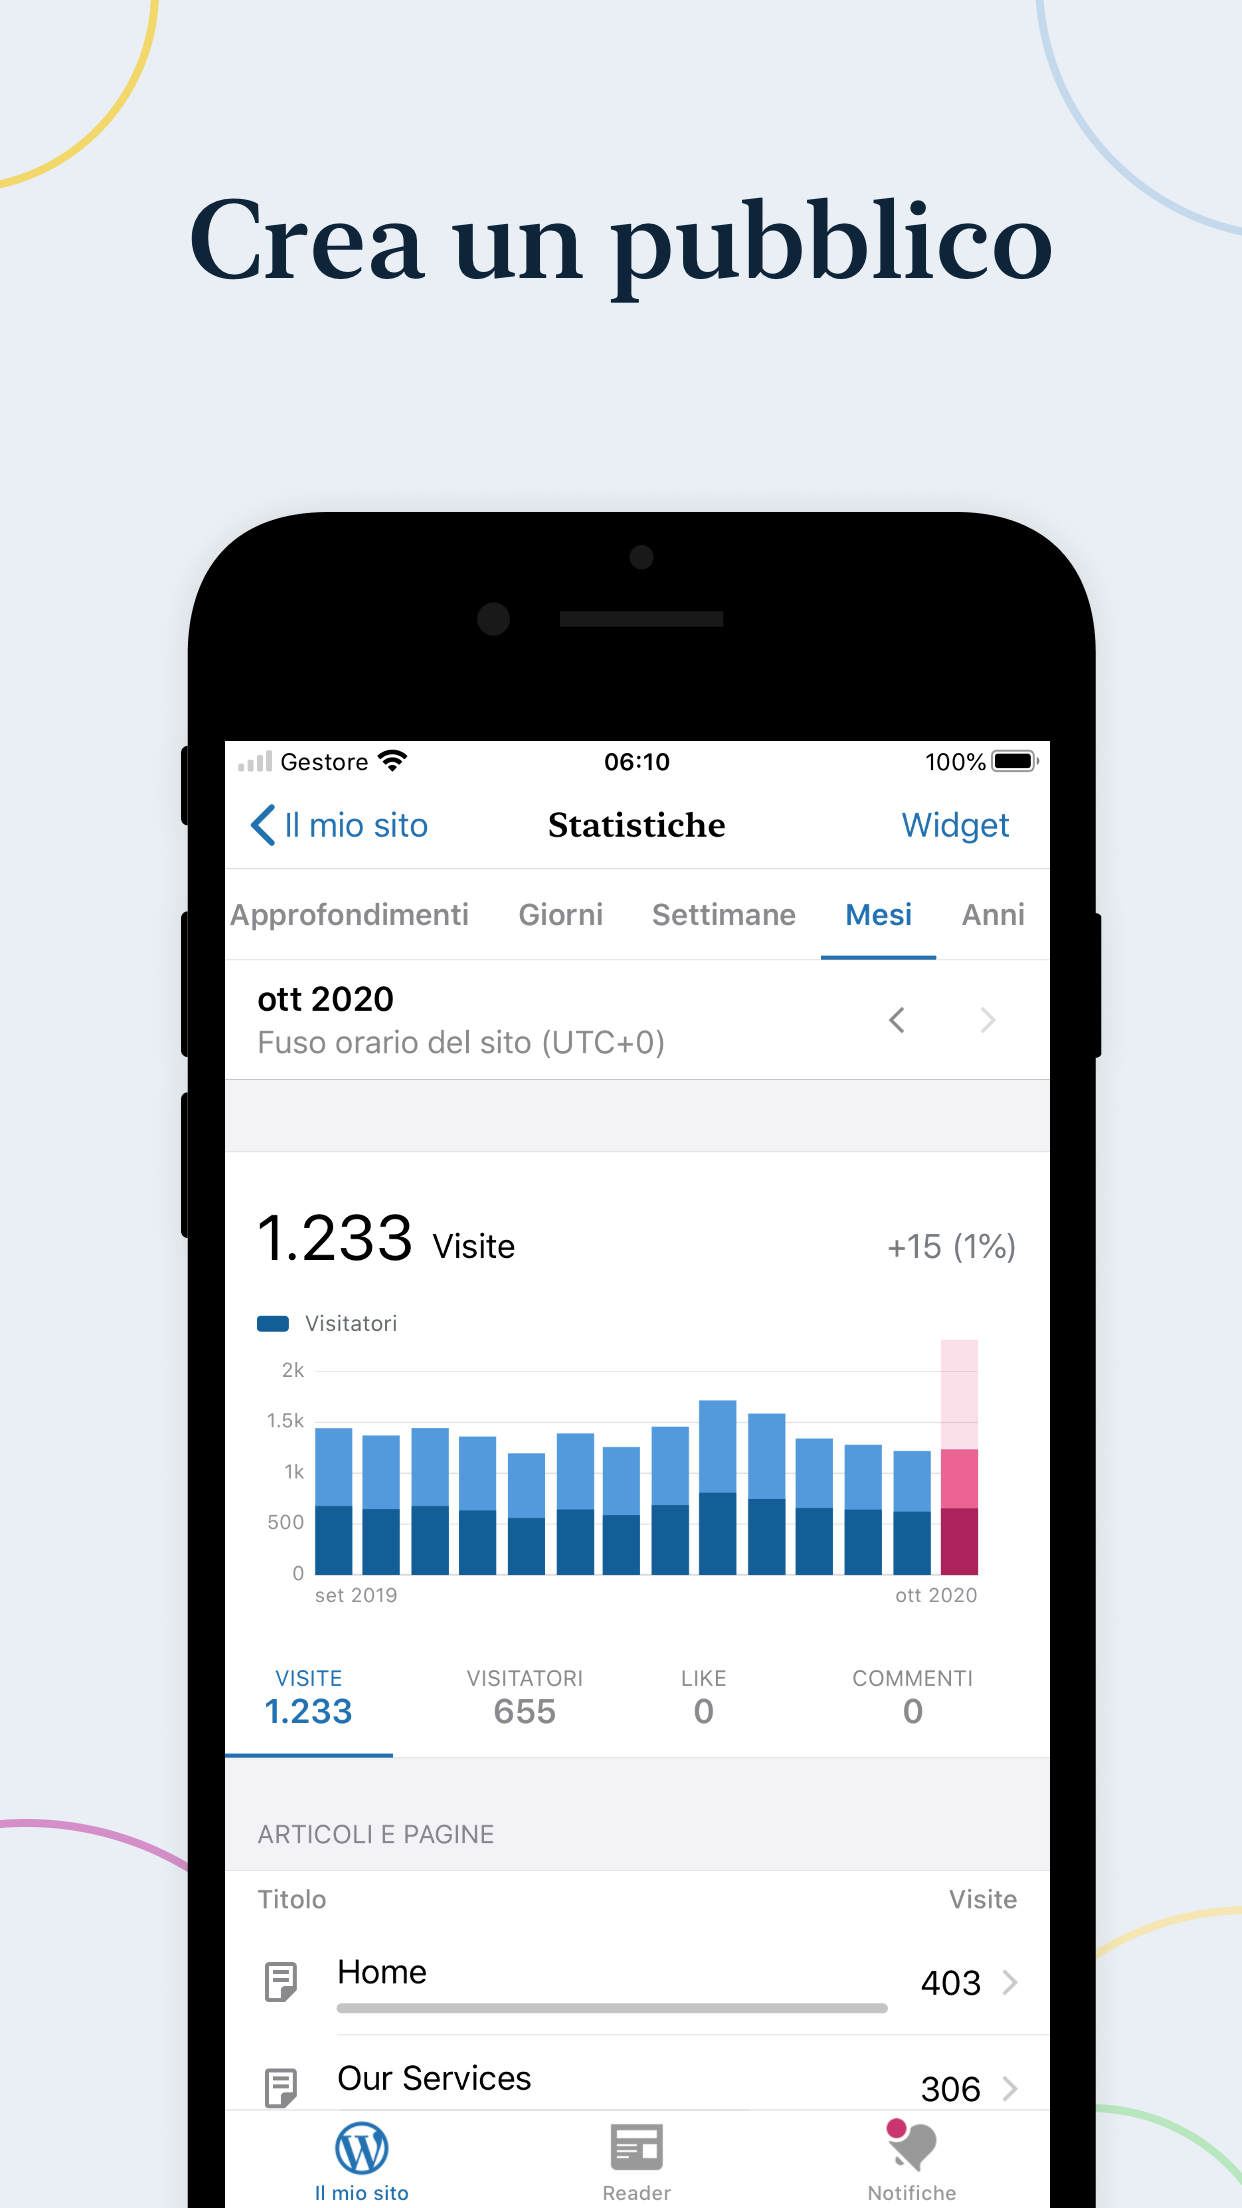 Crea un pubblico
Gestore 06:10 100%
Il mio sito Statistiche Widget
Approfondimenti Giorni Settimane Mesi Anni
ott 2020
Fuso orario del sito (UTC+0)
1.233 Visite +15 (1%)
Visitatori
2k
1.5k
1k
500
0
set 2019 ott 2020
VISITE VISITATORI LIKE COMMENTI
1.233 655 0 0
ARTICOLI E PAGINE
Titolo Visite
Home 403
Our Services 306
Il mio sito Reader Notifiche